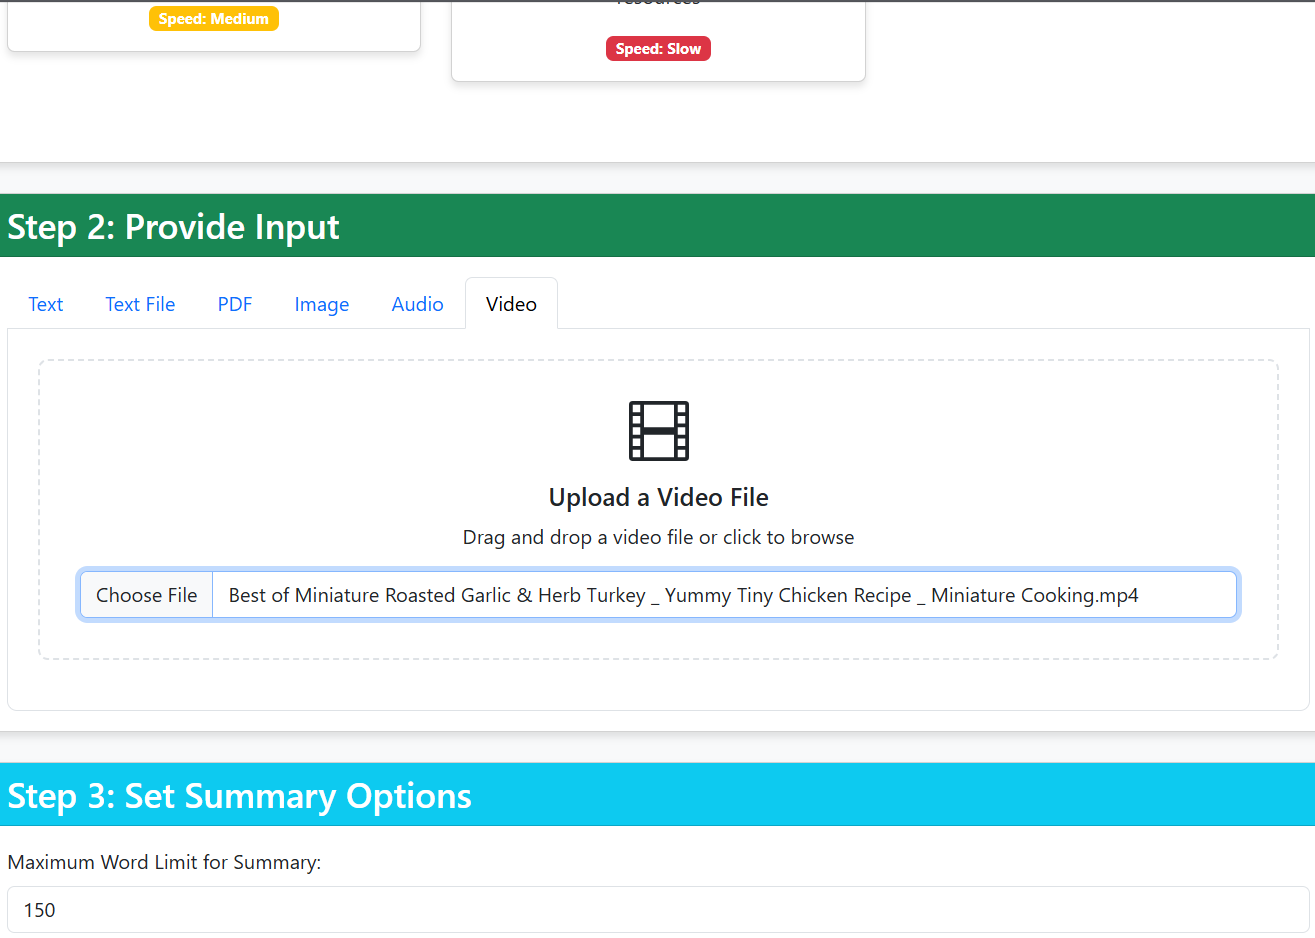 Speed: Medium
resources
Speed: Slow
Step 2: Provide Input
Text
Text File
PDF
Image
Audio
Video
Upload a Video File
Drag and drop a video file or click to browse
Choose File
Best of Miniature Roasted Garlic & Herb Turkey _ Yummy Tiny Chicken Recipe _ Miniature Cooking.mp4
Step 3: Set Summary Options
Maximum Word Limit for Summary:
150